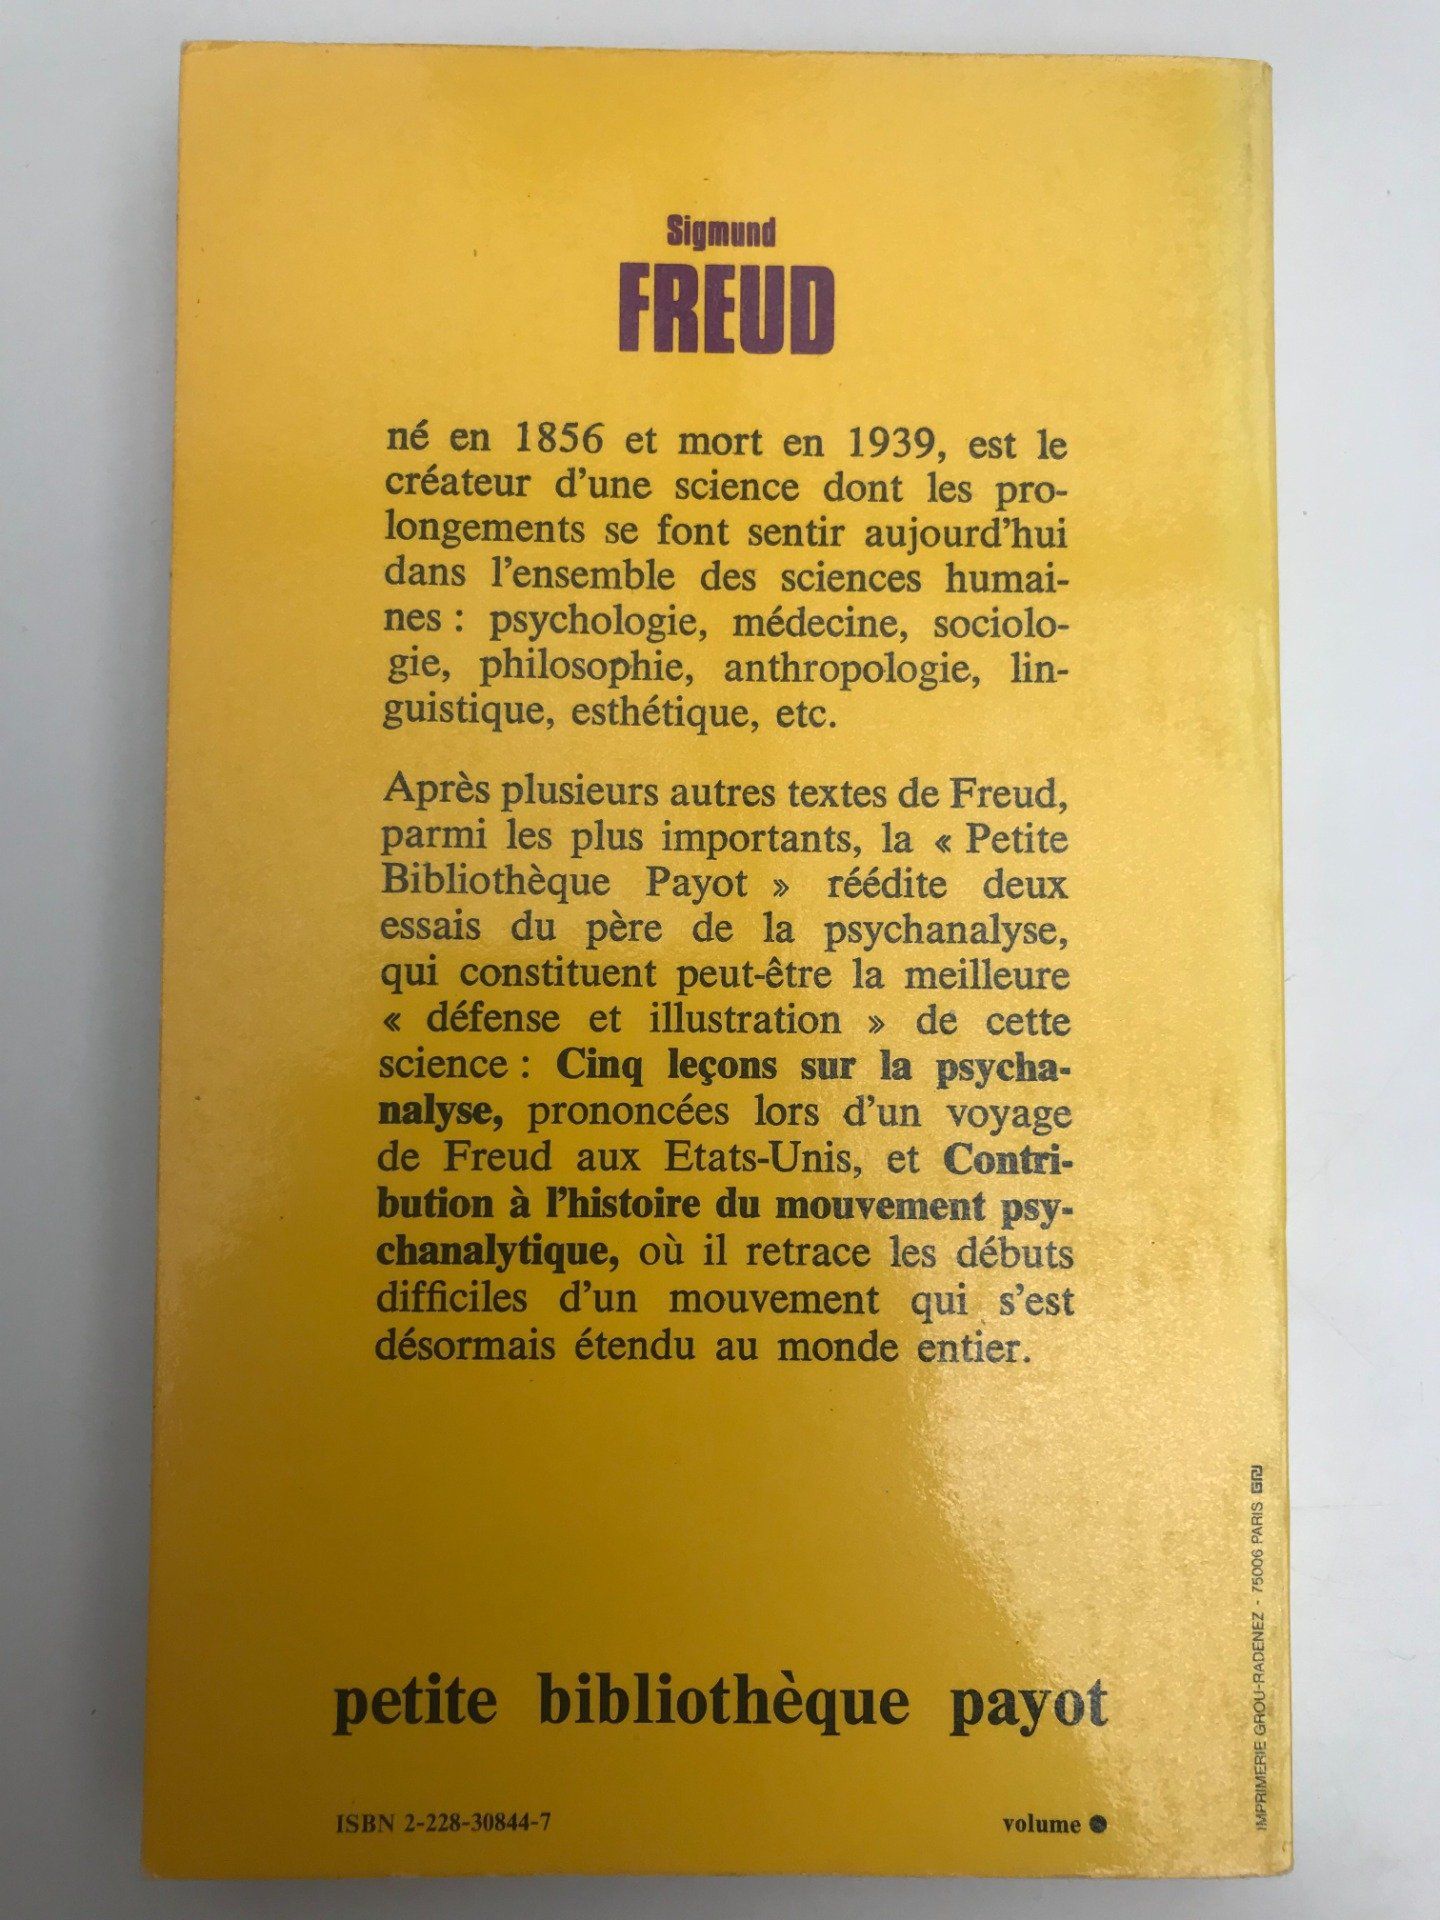 Sigmund
FREUD
né en 1856 et mort en 1939, est le
créateur d'une science dont les pro-
longements se font sentir aujourd'hui
dans l'ensemble des sciences humai-
nes : psychologie, médecine, sociolo-
gie, philosophie, anthropologie, lin-
guistique, esthétique, etc.
Après plusieurs autres textes de Freud,
parmi les plus importants, la « Petite
Bibliothèque Payot » réédite deux
essais du père de la psychanalyse,
qui constituent peut-être la meilleure
« défense et illustration » de cette
science : Cinq leçons sur la psycha-
nalyse, prononcées lors d'un voyage
de Freud aux Etats-Unis, et Contri-
bution à l'histoire du mouvement psy-
chanalytique, où il retrace les débuts
difficiles d'un mouvement qui s'est
désormais étendu au monde entier.
petite bibliothèque payot
ISBN 2-228-30844-7
volume
IMPRIMERIE GROU-RADENEZ - 75006 PARIS